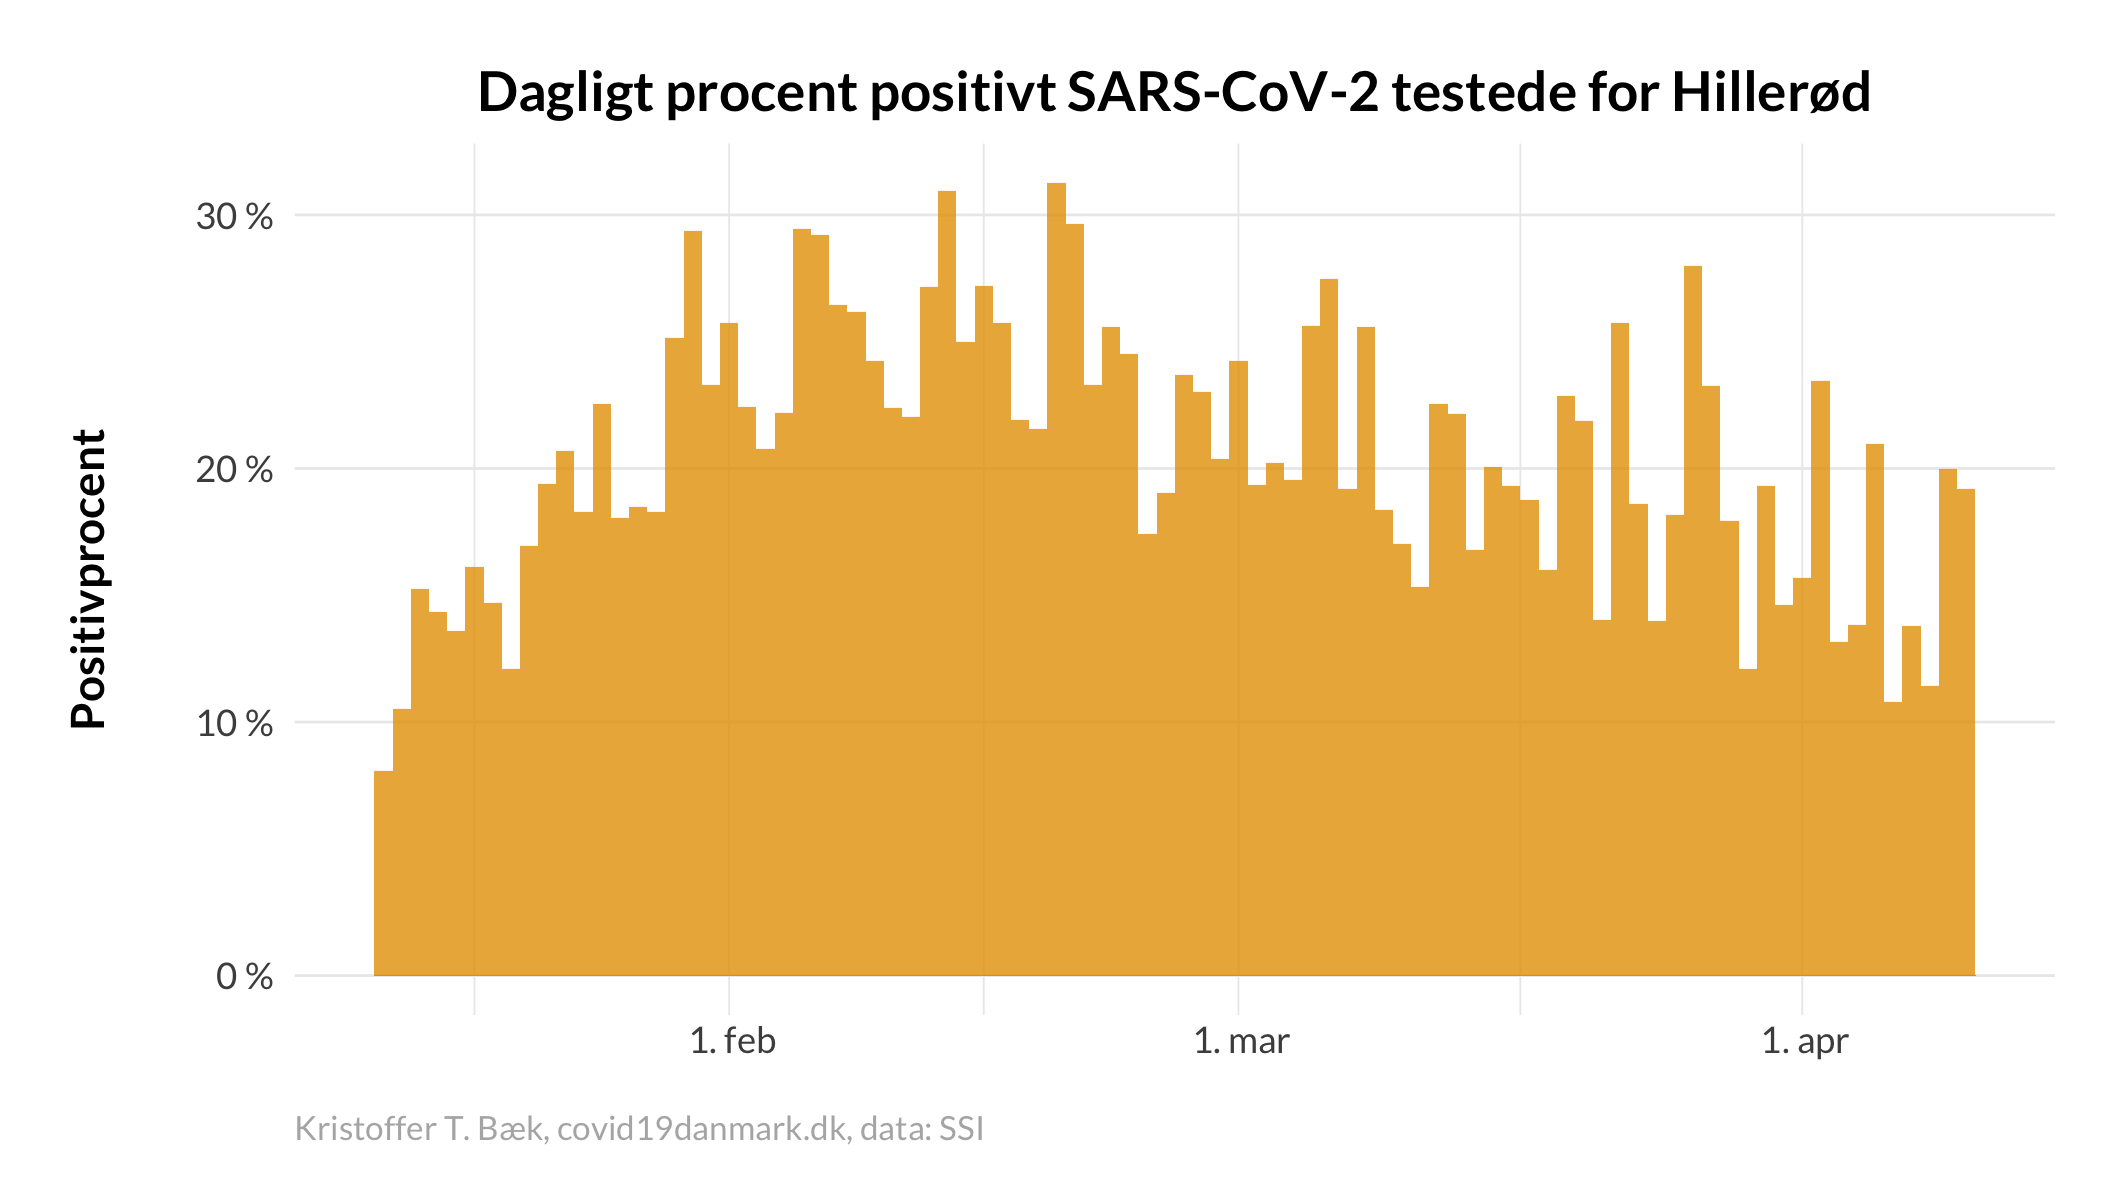 Dagligt procent positivt SARS-CoV-2 testede for Hillerød
Positivprocent
30 %
20 %
10 %
0 %
1. feb
1. mar
1. apr
Kristoffer T. Bæk, covid19danmark.dk, data: SSI